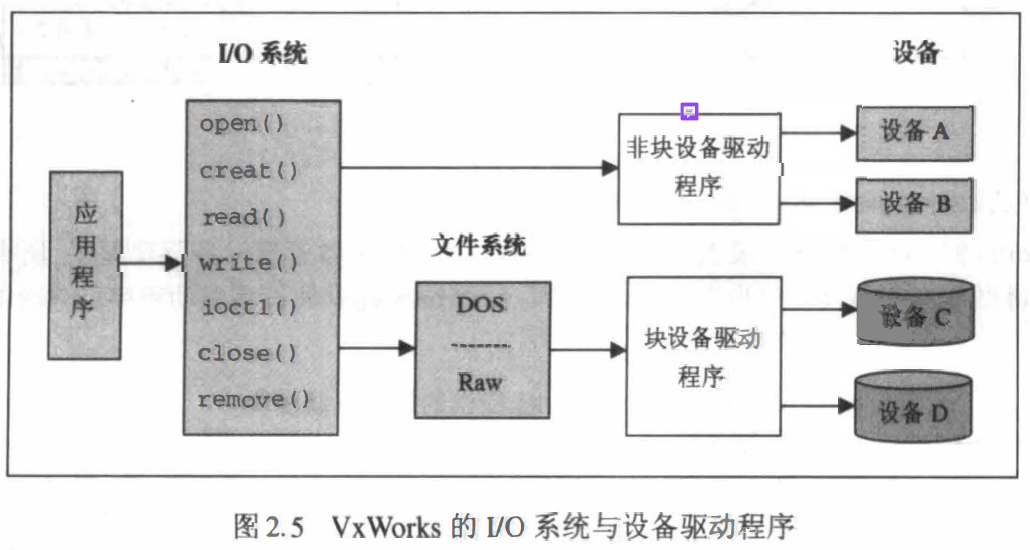 I/O 系统
设备
open()
creat()
read()
write()
ioctl()
close()
remove()
应用程序
文件系统
DOS
Raw
非块设备驱动
程序
块设备驱动
程序
设备 A
设备 B
设备 C
设备 D
图 2.5 VxWorks 的 I/O 系统与设备驱动程序